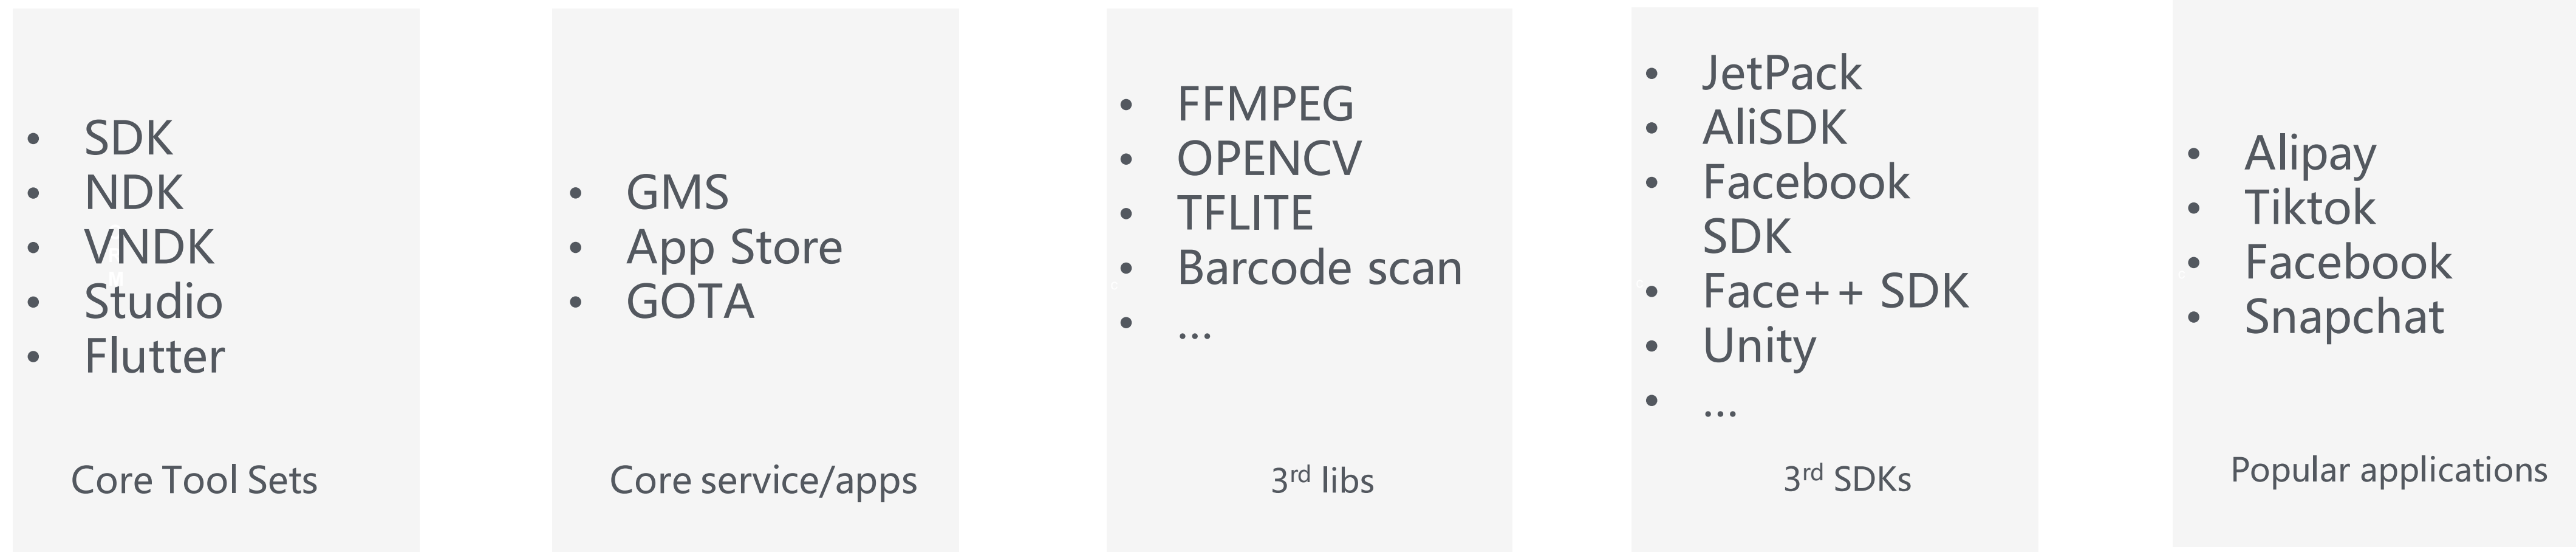 • SDK
• NDK
• VNDK
• Studio
• Flutter
Core Tool Sets
• GMS
• App Store
• GOTA
Core service/apps
• FFMPEG
• OPENCV
• TFLITE
• Barcode scan
• ...
3rd libs
• JetPack
• AliSDK
• Facebook
SDK
• Face++ SDK
• Unity
• ...
3rd SDKs
• Alipay
• Tiktok
• Facebook
• Snapchat
Popular applications